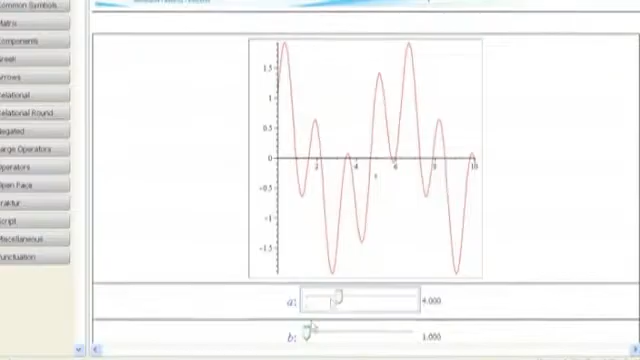 Common Symbols
Matrix
Components
Greek
Arrows
Relational
Relational Round
Negated
Large Operators
Operators
Open Face
Fraktur
Script
Miscellaneous
Punctuation
1.5
1
0.5
0
2
4
6
8
10
-0.5
-1
-1.5
a:
4.000
b:
1.000